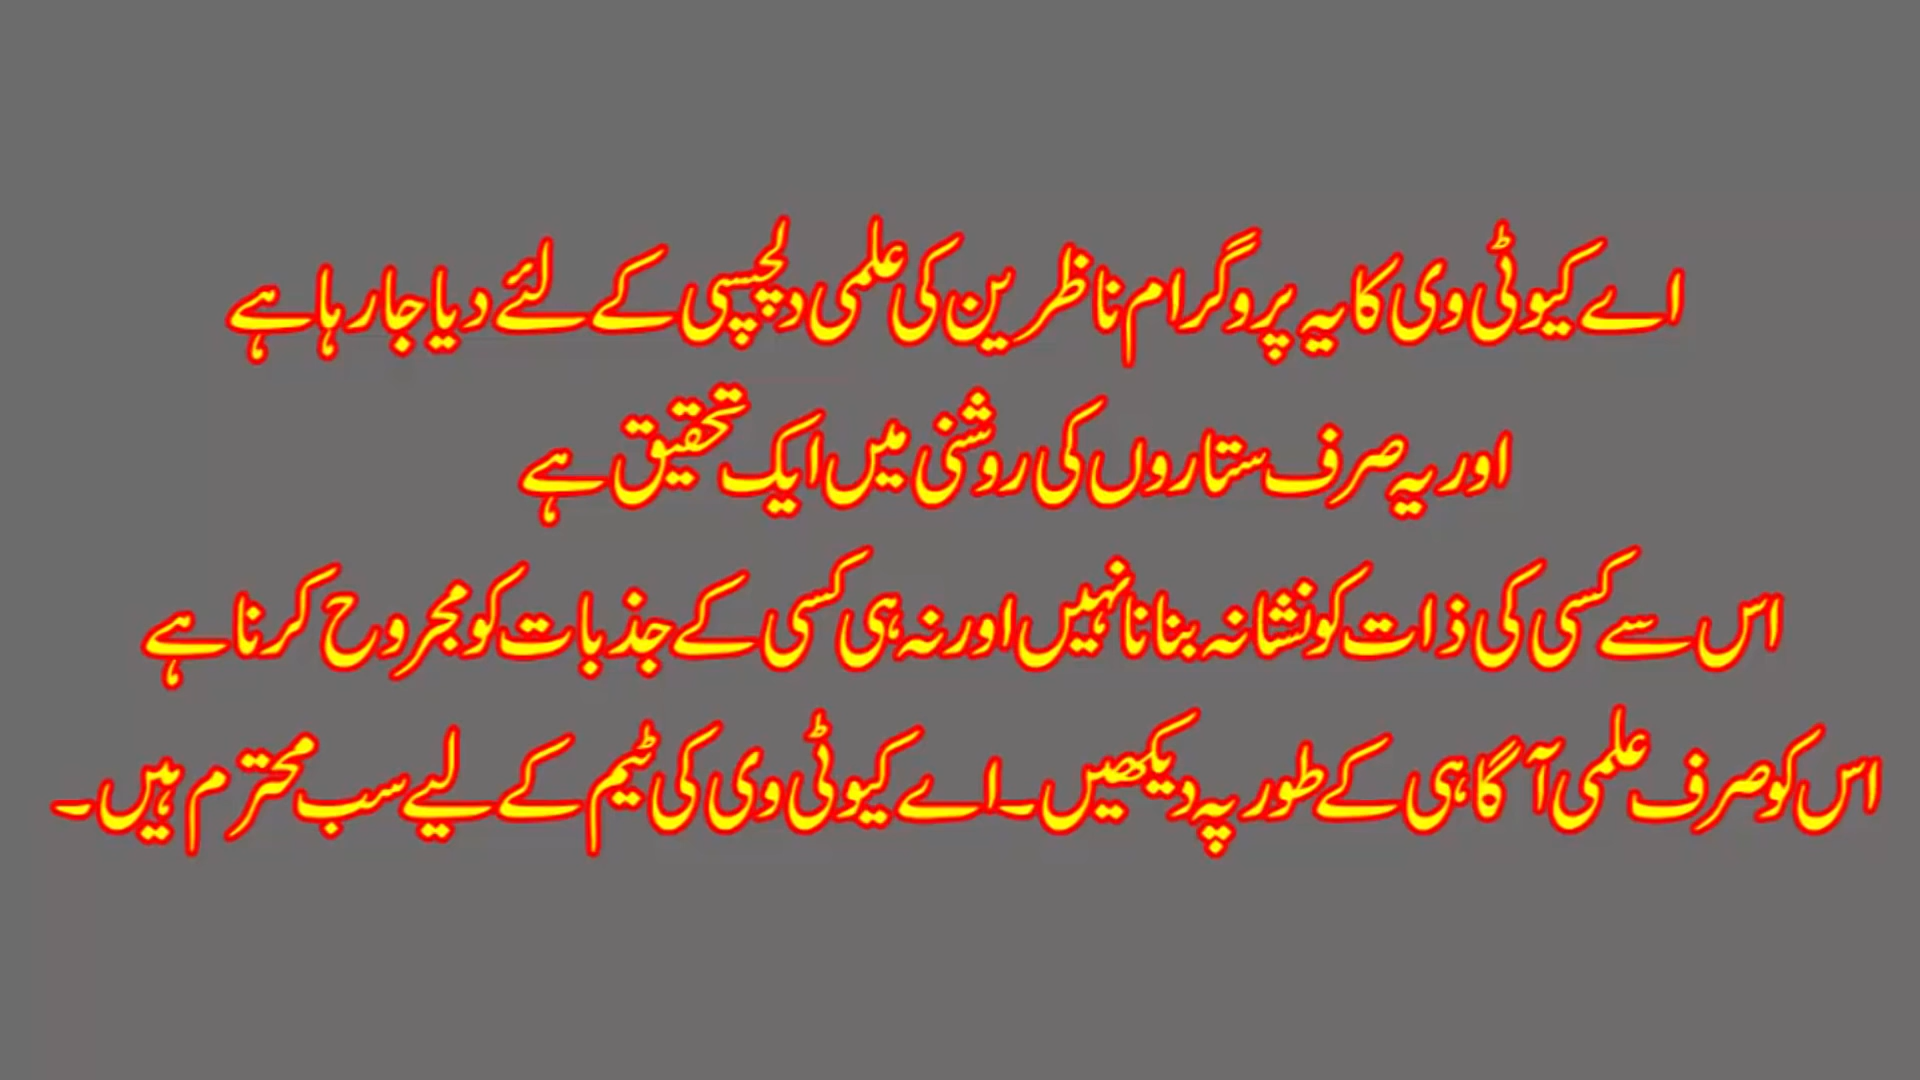 اے کیو ٹی وی کا یہ پروگرام ناظرین کی علمی دلچسپی کے لئے دیا جا رہا ہے
اور یہ صرف ستاروں کی روشنی میں ایک تحقیق ہے
اس سے کسی کی ذات کو نشانہ بنانا نہیں اور نہ ہی کسی کے جذبات کو مجروح کرنا ہے
اس کو صرف علمی آگاہی کے طور پہ دیکھیں۔ اے کیو ٹی وی کی ٹیم کے لیے سب محترم ہیں۔